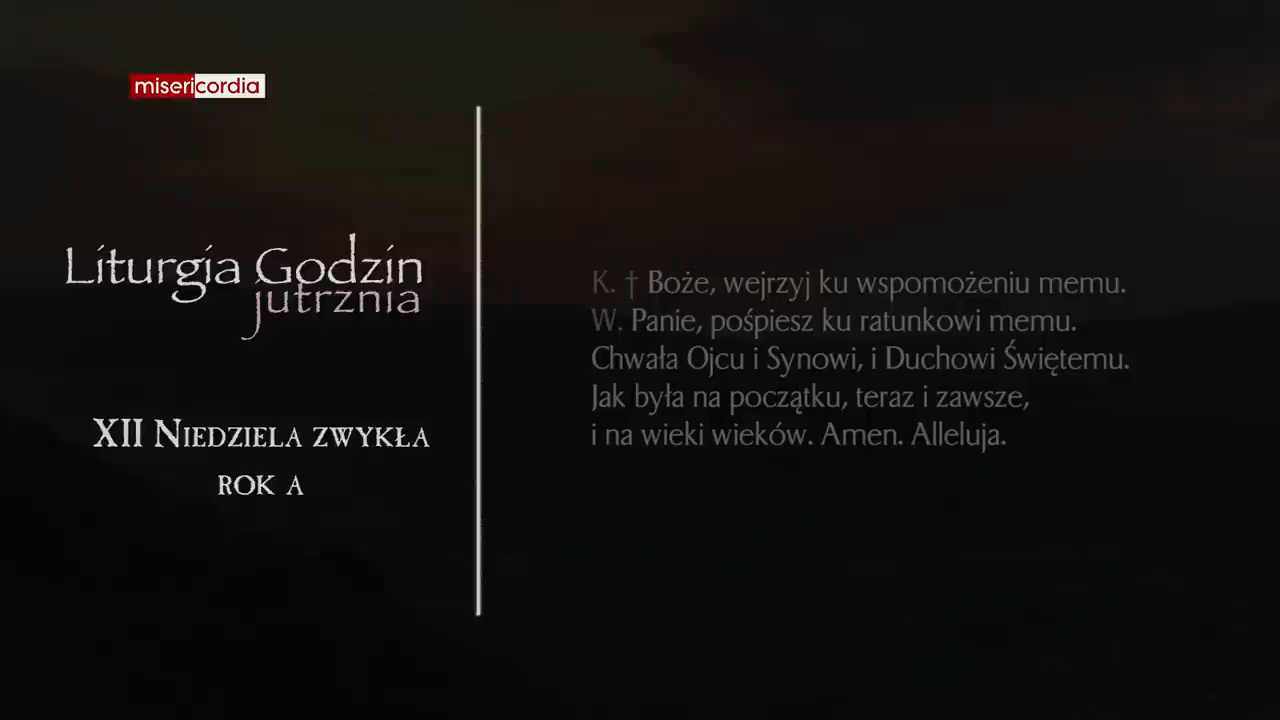 misericordia
Liturgia Godzin
jutrznia
XII Niedziela zwykła
rok A
K. † Boże, wejrzyj ku wspomożeniu memu.
W. Panie, pośpiesz ku ratunkowi memu.
Chwała Ojcu i Synowi, i Duchowi Świętemu.
Jak była na początku, teraz i zawsze,
i na wieki wieków. Amen. Alleluja.